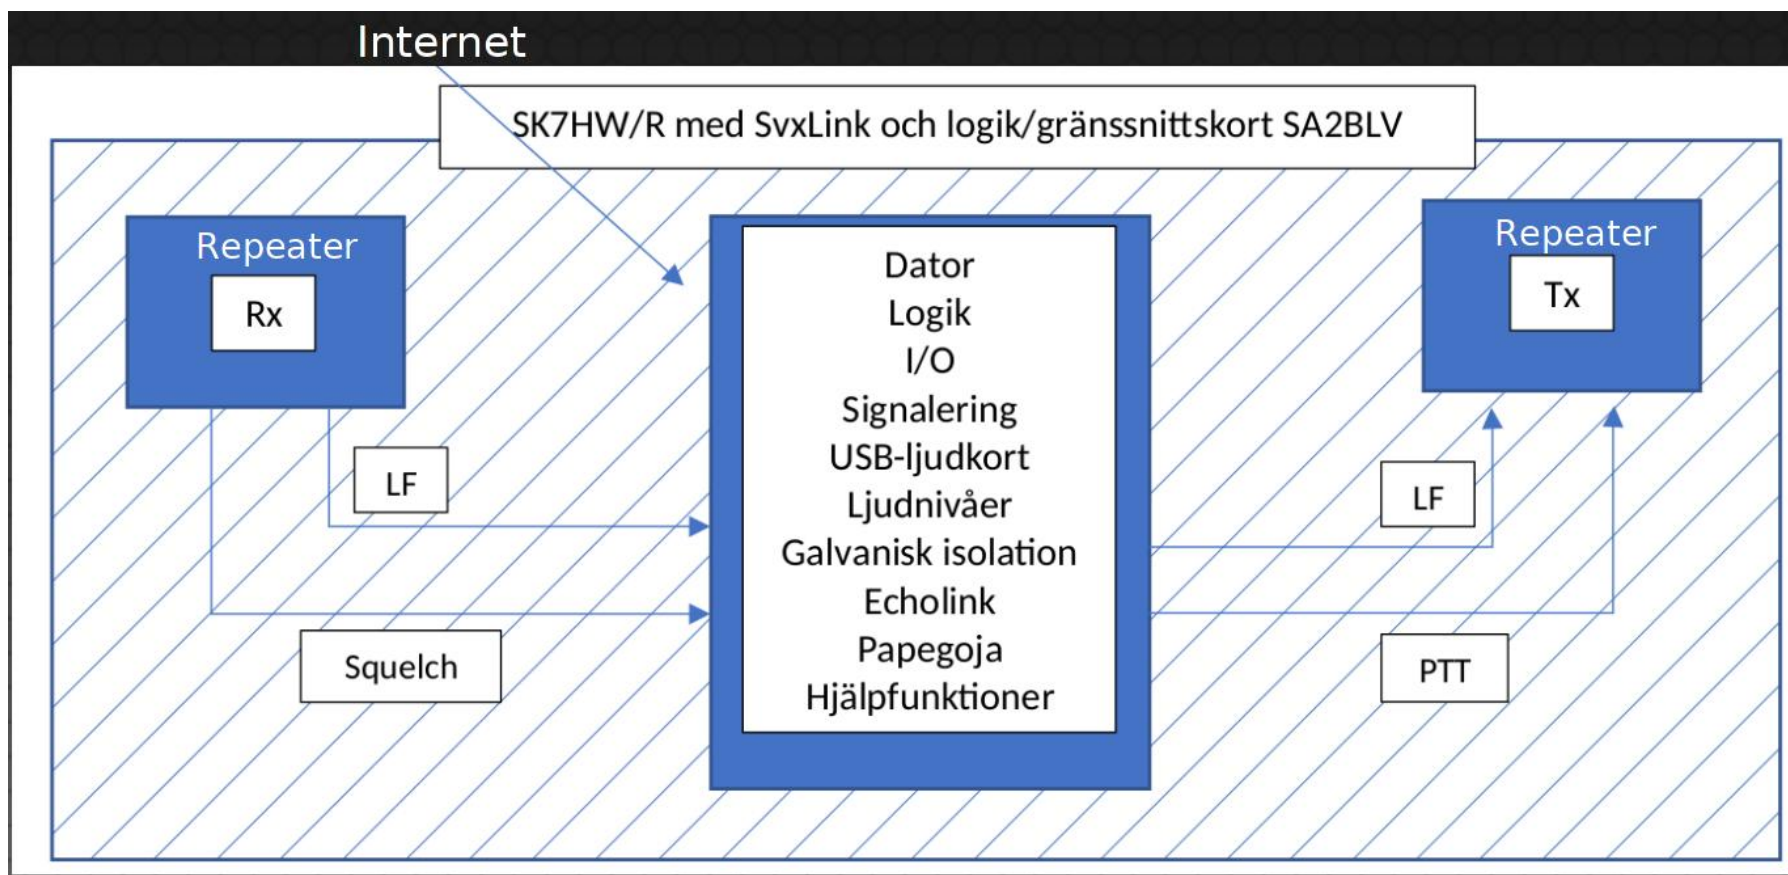 Internet
SK7HW/R med SvxLink och logik/gränssnittskort SA2BLV
Repeater
Rx
LF
Squelch
Dator
Logik
I/O
Signalering
USB-ljudkort
Ljudnivåer
Galvanisk isolation
Echolink
Papegoja
Hjälpfunktioner
Repeater
Tx
LF
PTT